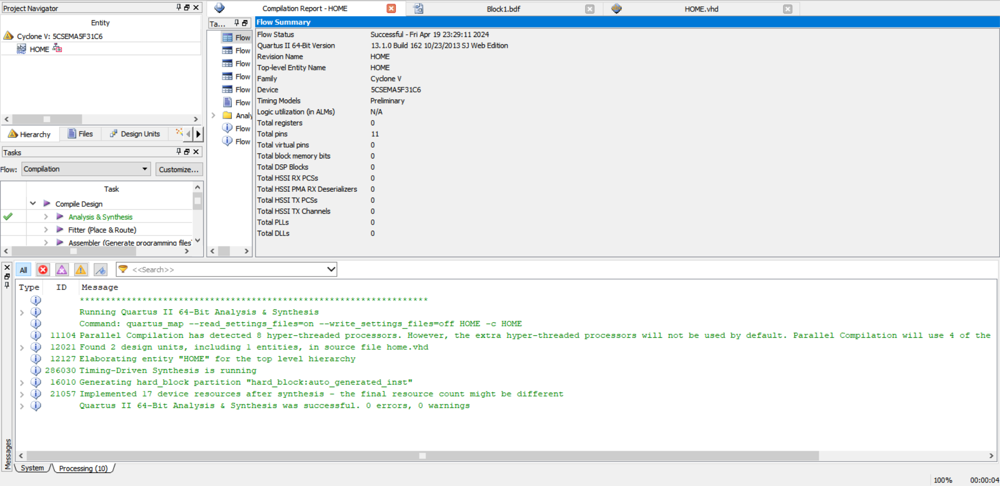 Project Navigator
Entity
Cyclone V: 5CSEMA5F31C6
abd
VHD
HOME
Hierarchy
Files
Design Units
Tasks
Flow:
Compilation
Customize...
Task
Compile Design
Analysis & Synthesis
Fitter (Place & Route)
Assembler (Generate programming files
Compilation Report - HOME
Block1.bdf
HOME.vhd
Ta...
Flow
Flow
Flow
Flow
Flow
Flow
Analy
Flow
Flow
Flow Summary
Flow Status Successful - Fri Apr 19 23:29:11 2024
Quartus II 64-Bit Version 13.1.0 Build 162 10/23/2013 SJ Web Edition
Revision Name HOME
Top-level Entity Name HOME
Family Cyclone V
Device 5CSEMA5F31C6
Timing Models Preliminary
Logic utilization (in ALMs) N/A
Total registers 0
Total pins 11
Total virtual pins 0
Total block memory bits 0
Total DSP Blocks 0
Total HSSI RX PCSs 0
Total HSSI PMA RX Deserializers 0
Total HSSI TX PCSs 0
Total HSSI TX Channels 0
Total PLLs 0
Total DLLs 0
All
<<Search>>
Type ID Message
*******************************************************************
Running Quartus II 64-Bit Analysis & Synthesis
Command: quartus_map --read_settings_files=on --write_settings_files=off HOME -c HOME
11104 Parallel Compilation has detected 8 hyper-threaded processors. However, the extra hyper-threaded processors will not be used by default. Parallel Compilation will use 4 of the
12021 Found 2 design units, including 1 entities, in source file home.vhd
12127 Elaborating entity "HOME" for the top level hierarchy
286030 Timing-Driven Synthesis is running
16010 Generating hard_block partition "hard_block:auto_generated_inst"
21057 Implemented 17 device resources after synthesis - the final resource count might be different
Quartus II 64-Bit Analysis & Synthesis was successful. 0 errors, 0 warnings
Messages
System
Processing (10)
100%
00:00:04